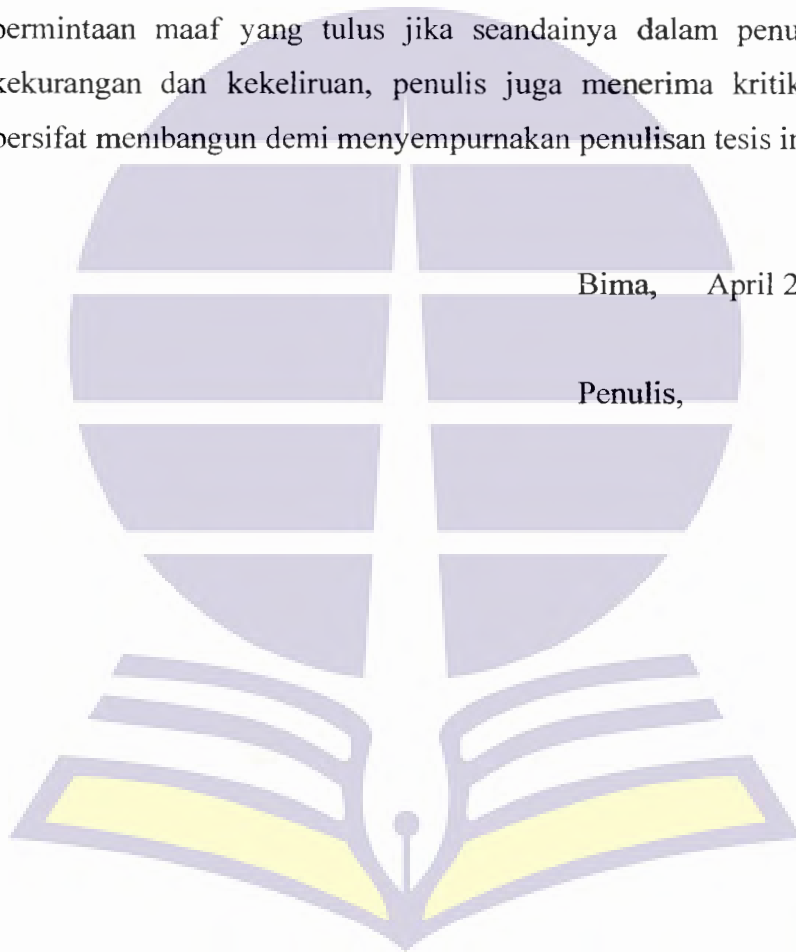 permintaan maaf yang tulus jika seandainya dalam penu
kekurangan dan kekeliruan, penulis juga menerima kritik
bersifat membangun demi menyempurnakan penulisan tesis in
Bima, April 2
Penulis,